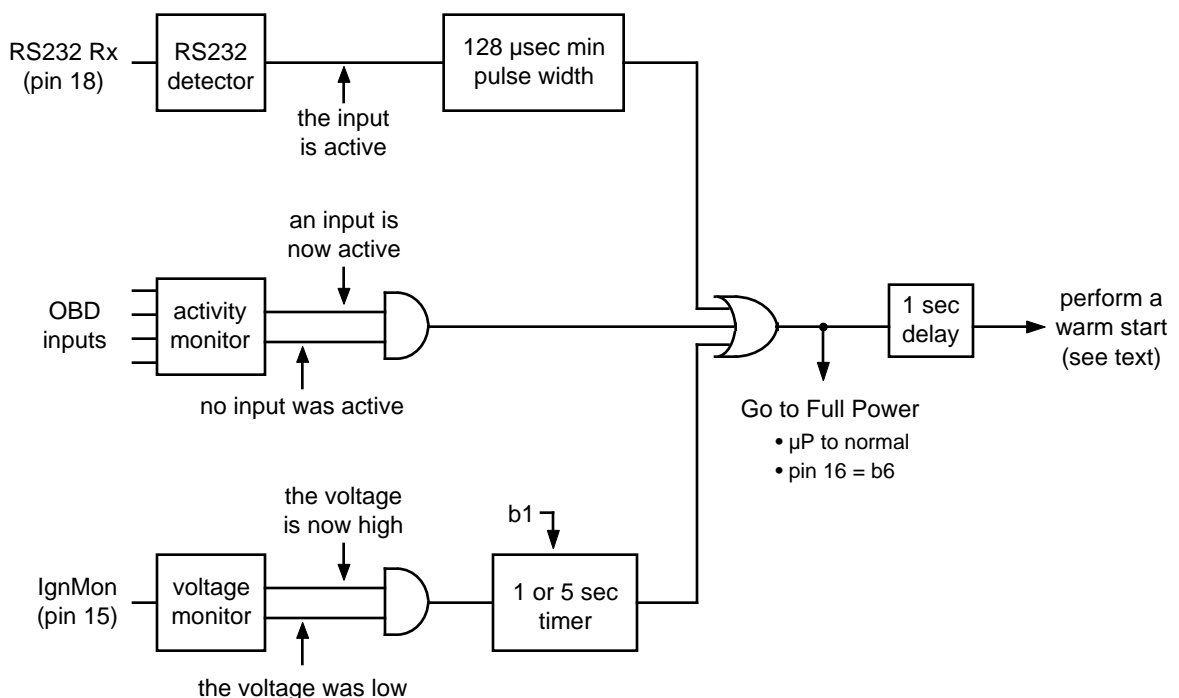 RS232 Rx
(pin 18)
RS232
detector
the input
is active
128 µsec min
pulse width
an input is
now active
OBD
inputs
activity
monitor
no input was active
1 sec
delay
perform a
warm start
(see text)
Go to Full Power
• µP to normal
• pin 16 = b6
the voltage
is now high
b1
IgnMon
(pin 15)
voltage
monitor
1 or 5 sec
timer
the voltage was low